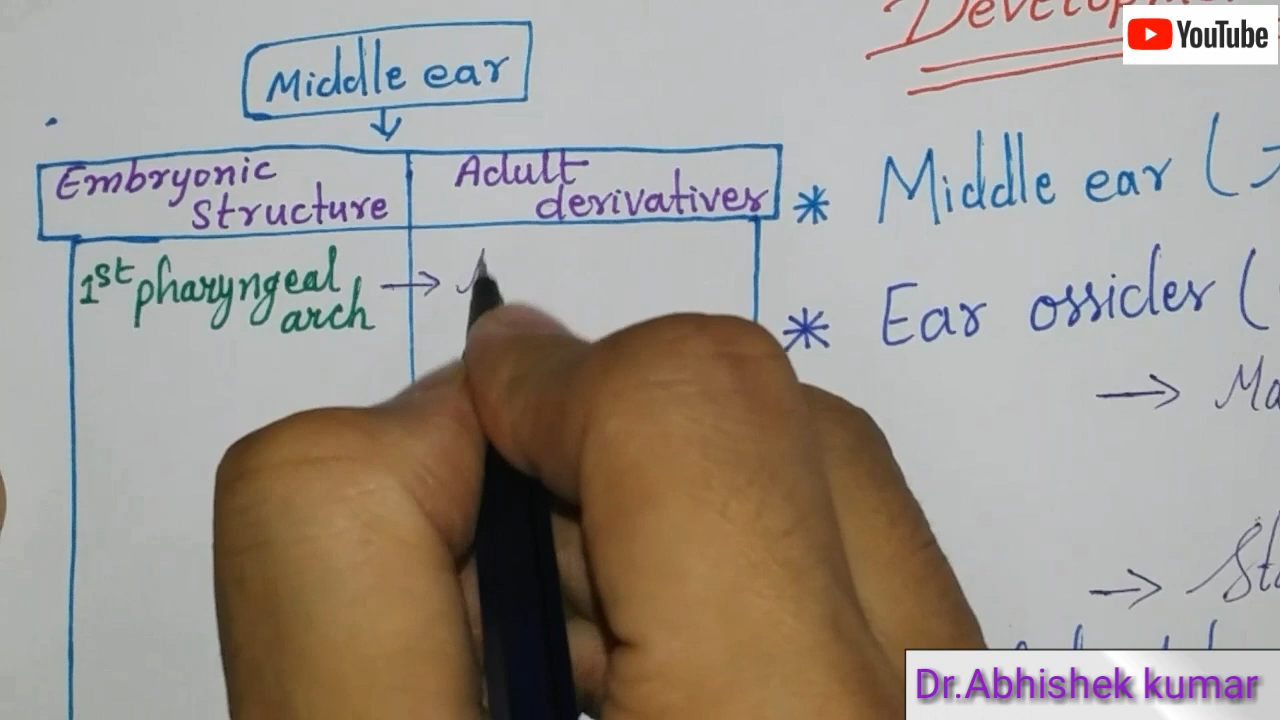 Middle ear
Embryonic
Structure
Adult
derivatives
1st pharyngeal
arch
YouTube
* Middle ear (
* Ear ossicles (
Dr.Abhishek kumar